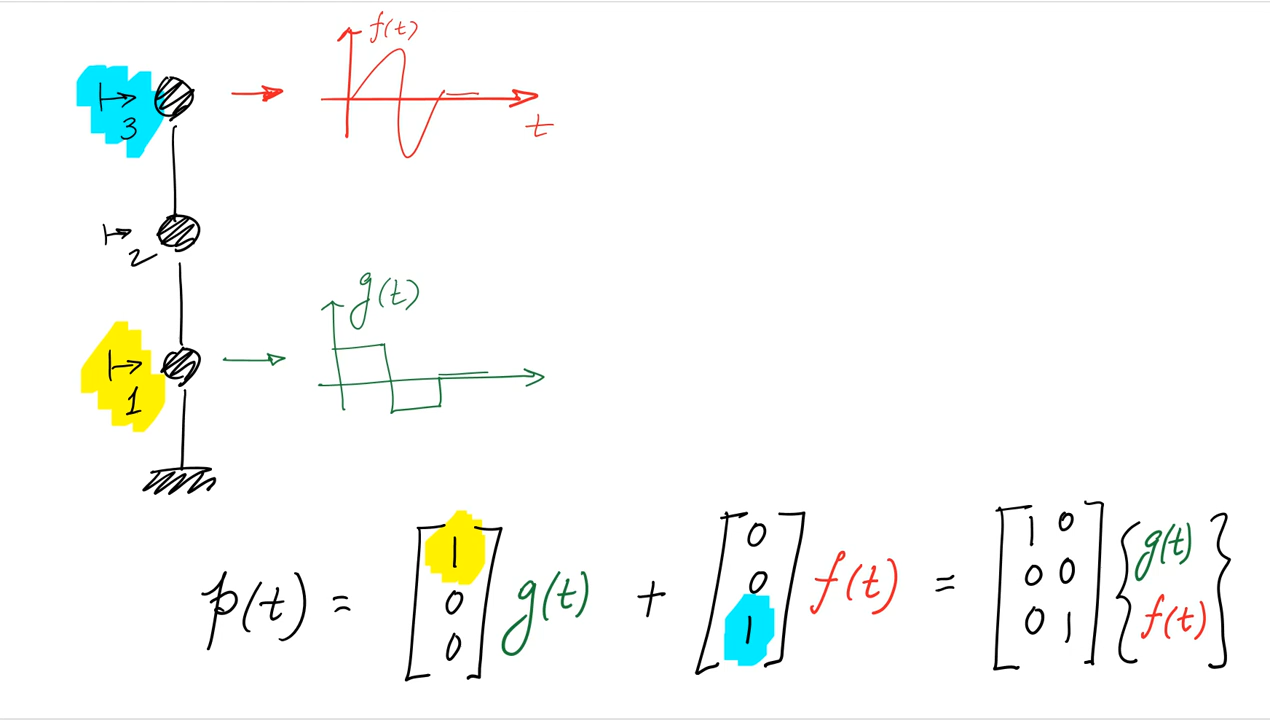 f(t)
3
t
2
g(t)
1
p(t) = [1 0 0] g(t) + [0 0 1] f(t) = [1 0 0 0 0 1] {g(t) f(t)}